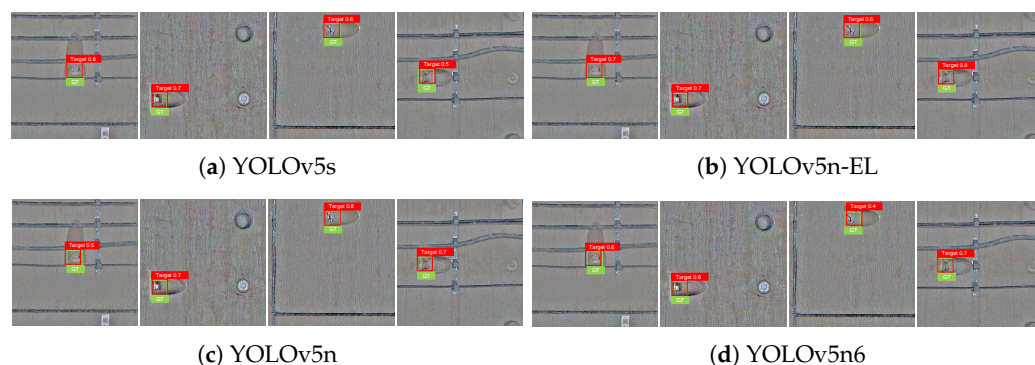 Target 0.8
GT
Target 0.7
GT
Target 0.6
GT
Target 0.5
GT
(a) YOLOv5s
Target 0.7
GT
Target 0.7
GT
Target 0.6
GT
Target 0.8
GT
(b) YOLOv5n-EL
Target 0.5
GT
Target 0.7
GT
Target 0.8
GT
Target 0.7
GT
(c) YOLOv5n
Target 0.6
GT
Target 0.8
GT
Target 0.4
GT
Target 0.7
GT
(d) YOLOv5n6